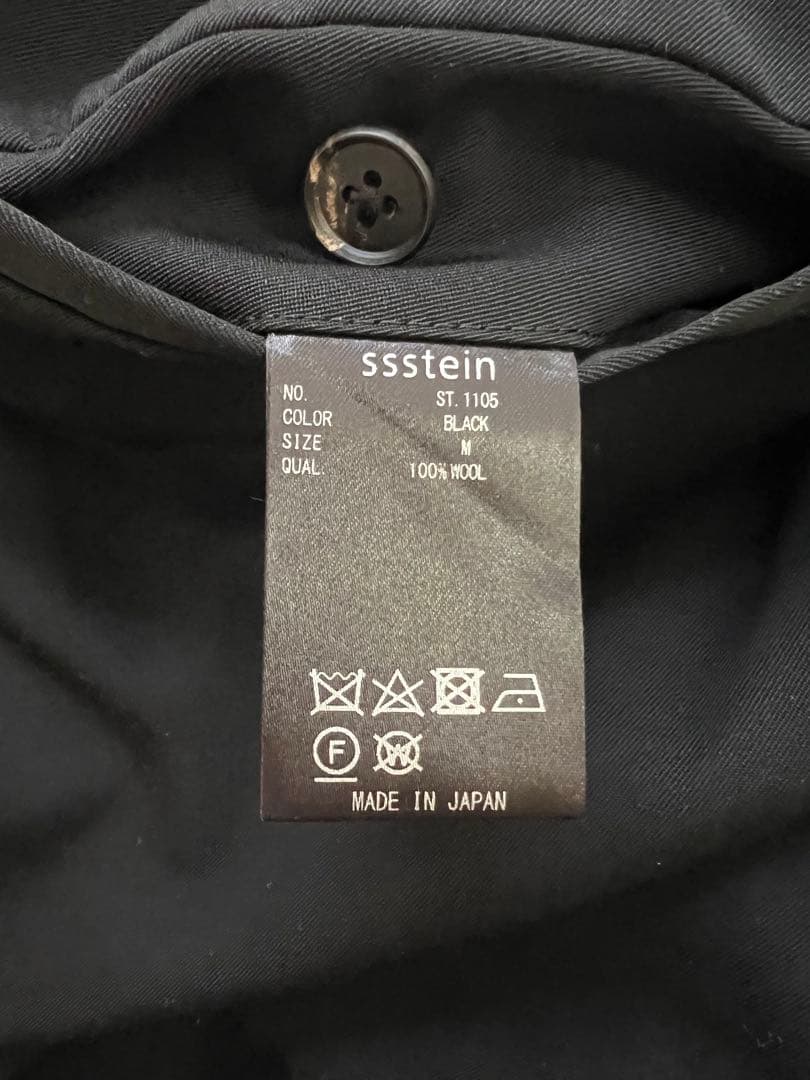 ssstein
NO. ST.1105
COLOR BLACK
SIZE M
QUAL. 100% WOOL
F W
MADE IN JAPAN